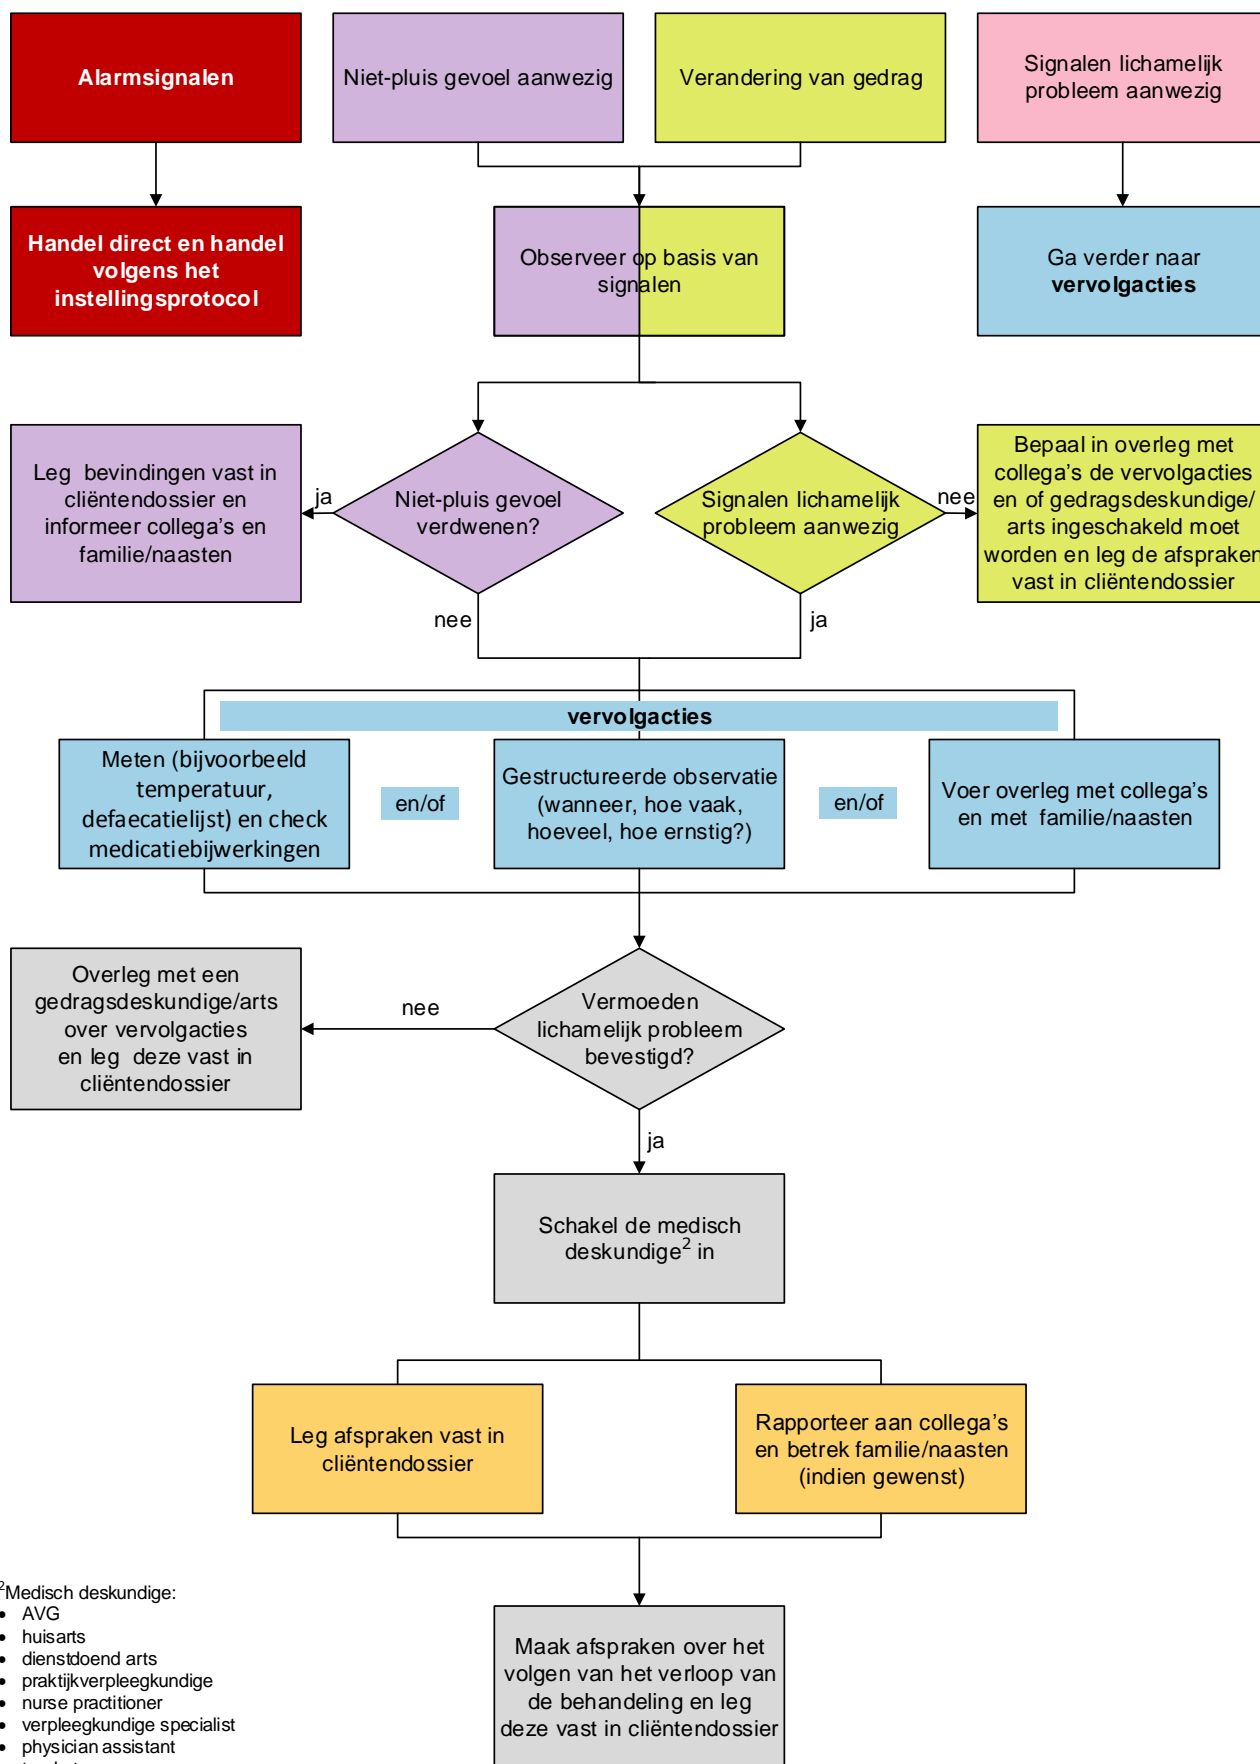 Alarmsignalen
Niet-pluis gevoel aanwezig
Verandering van gedrag
Signalen lichamelijk
probleem aanwezig
Handel direct en handel
volgens het
instellingsprotocol
Observeer op basis van
signalen
Ga verder naar
vervolgacties
Leg bevindingen vast in
cliëntendossier en
informeer collega's en
familie/naasten
ja
Niet-pluis gevoel
verdwenen?
Signalen lichamelijk
probleem aanwezig
nee
Bepaal in overleg met
collega's de vervolgacties
en of gedragsdeskundige/
arts ingeschakeld moet
worden en leg de afspraken
vast in cliëntendossier
nee
ja
vervolgacties
Meten (bijvoorbeeld
temperatuur,
defaecatielijst) en check
medicatiebijwerkingen
en/of
Gestructureerde observatie
(wanneer, hoe vaak,
hoeveel, hoe ernstig?)
en/of
Voer overleg met collega's
en met familie/naasten
Overleg met een
gedragsdeskundige/arts
over vervolgacties
en leg deze vast in
cliëntendossier
nee
Vermoeden
lichamelijk probleem
bevestigd?
ja
Schakel de medisch
deskundige² in
Leg afspraken vast in
cliëntendossier
Rapporteer aan collega's
en betrek familie/naasten
(indien gewenst)
²Medisch deskundige:
• AVG
• huisarts
• dienstdoend arts
• praktijkverpleegkundige
• nurse practitioner
• verpleegkundige specialist
• physician assistant
Maak afspraken over het
volgen van het verloop van
de behandeling en leg
deze vast in cliëntendossier